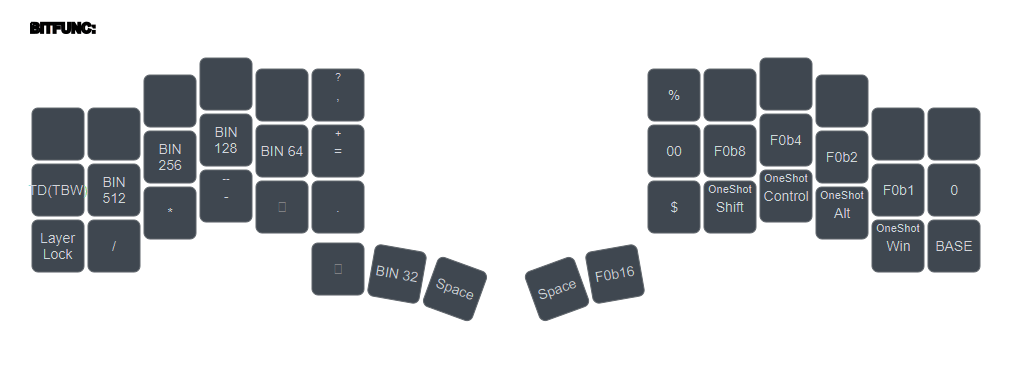 BITFUNC:
?
,
%
BIN
256
BIN
128
BIN 64
+
=
00
F0b8
F0b4
F0b2
TD(TBW)
BIN
512
*
--
-
.
$
OneShot
Shift
OneShot
Control
OneShot
Alt
F0b1
0
Layer
Lock
/
OneShot
Win
BASE
BIN 32
Space
Space
F0b16